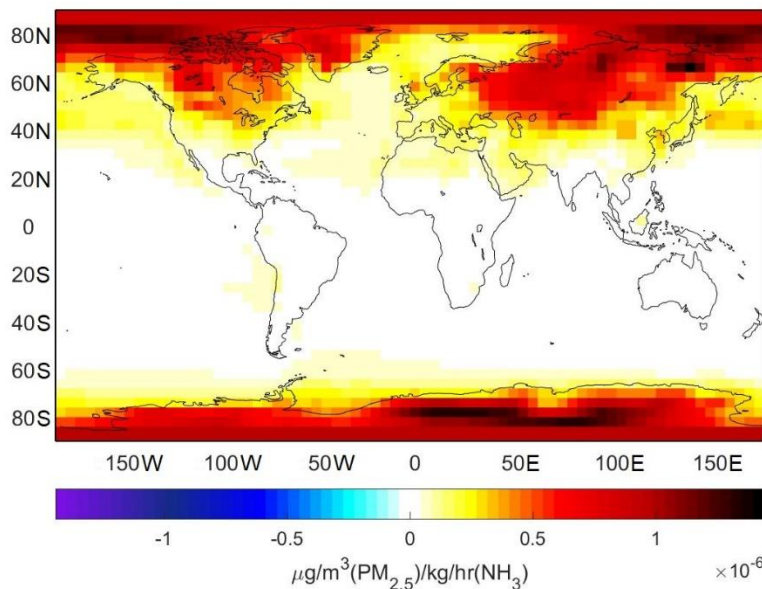 80N
60N
40N
20N
0
20S
40S
60S
80S
150W 100W 50W 0 50E 100E 150E
-1 -0.5 0 0.5 1
×10⁻⁶
μg/m³(PM₂.₅)/kg/hr(NH₃)